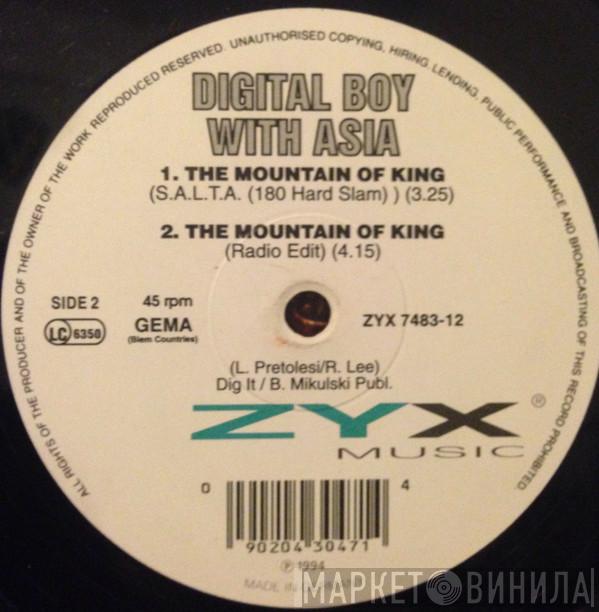 ALL RIGHTS OF THE PRODUCER AND OF THE OWNER OF THE WORK REPRODUCED RESERVED. UNAUTHORISED COPYING, HIRING, LENDING, PUBLIC PERFORMANCE AND BROADCASTING OF THIS RECORD PROHIBITED.
DIGITAL BOY
WITH ASIA
1. THE MOUNTAIN OF KING
(S.A.L.T.A. (180 Hard Slam) ) (3.25)
2. THE MOUNTAIN OF KING
(Radio Edit) (4.15)
SIDE 2 45 rpm
LC 6350 GEMA ZYX 7483-12
(Biem Countries)
(L. Pretolesi/R. Lee)
Dig It / B. Mikulski Publ.
ZYX ®
MUSIC
0 4
90204 30471
℗ 1994
MADE IN
МАРКЕТ ВИНИЛА